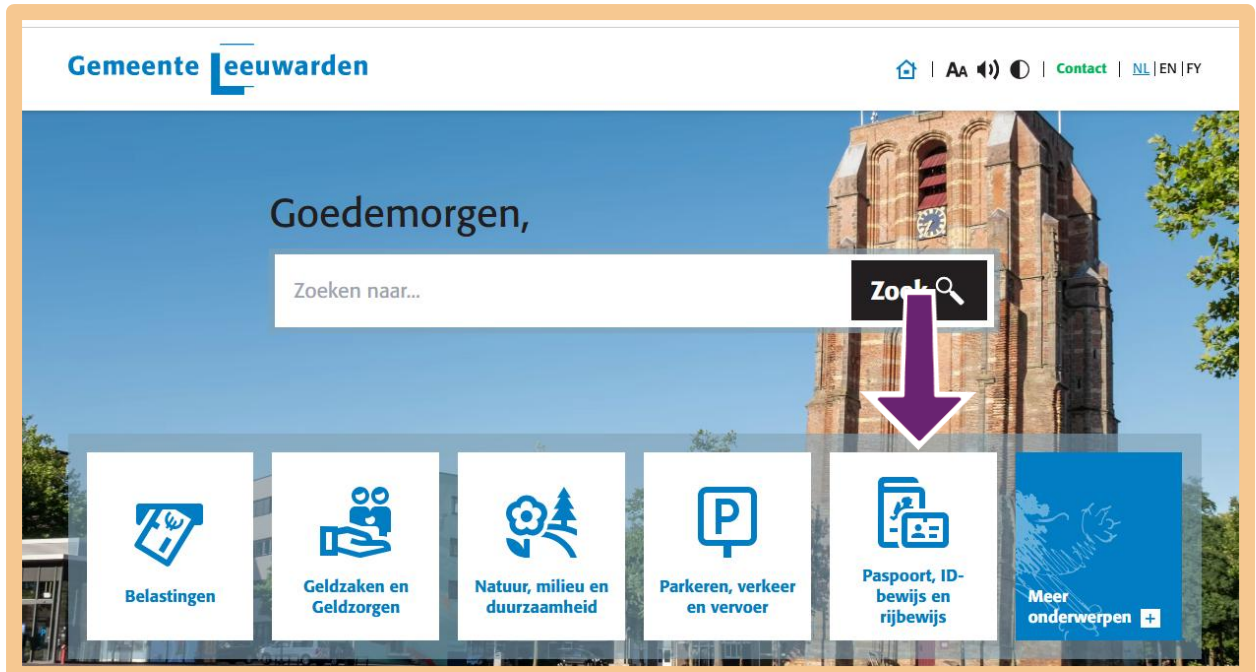 Gemeente Leeuwarden
AA | Contact | NL | EN | FY
Goedemorgen,
Zoeken naar...
Zoek
Belastingen
Geldzaken en
Geldzorgen
Natuur, milieu en
duurzaamheid
P
Parkeren, verkeer
en vervoer
Paspoort, ID-
bewijs en
rijbewijs
Meer
onderwerpen +